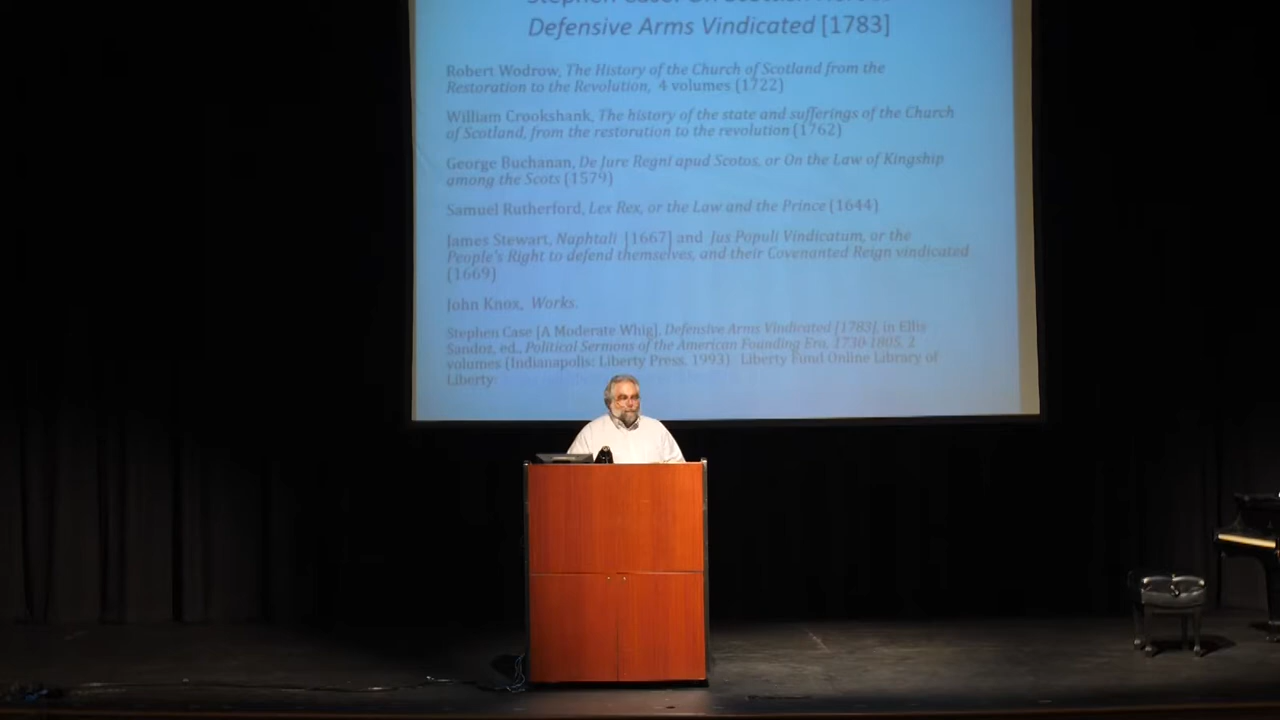 Defensive Arms Vindicated [1783]
Robert Wodrow, The History of the Church of Scotland from the
Restoration to the Revolution, 4 volumes (1722)
William Crookshank, The history of the state and sufferings of the Church
of Scotland, from the restoration to the revolution (1762)
George Buchanan, De Jure Regni apud Scotos, or On the Law of Kingship
among the Scots (1579)
Samuel Rutherford, Lex Rex, or the Law and the Prince (1644)
James Stewart, Naphtali [1667] and Jus Populi Vindicatum, or the
People's Right to defend themselves, and their Covenanted Reign vindicated
(1669)
John Knox, Works.
Stephen Case [A Moderate Whig], Defensive Arms Vindicated [1783], in Ellis
Sandoz, ed., Political Sermons of the American Founding Era, 1730-1805, 2
volumes (Indianapolis: Liberty Press, 1993). Liberty Fund Online Library of
Liberty: